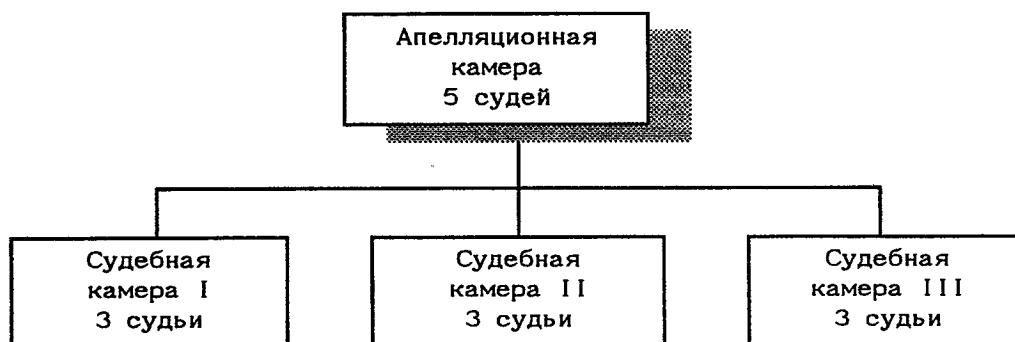 Апелляционная
камера
5 судей
Судебная
камера I
3 судьи
Судебная
камера II
3 судьи
Судебная
камера III
3 судьи